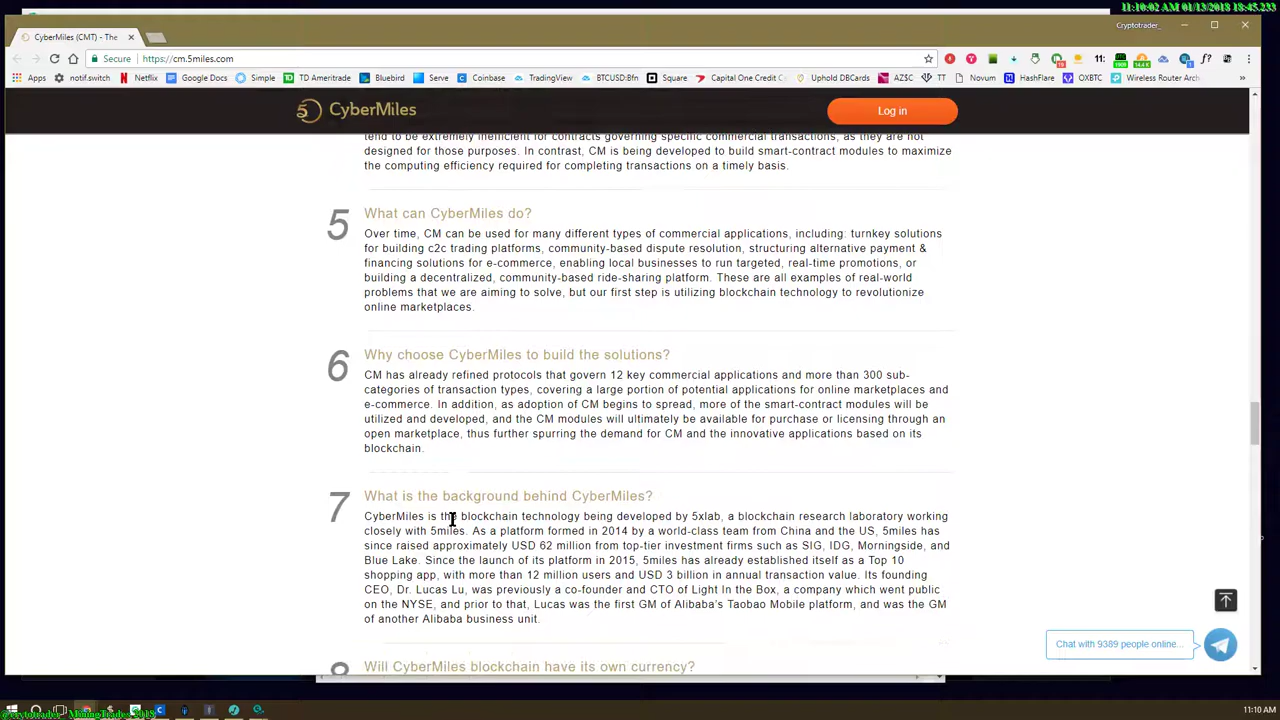 11:10:02 AM 01/13/2018 18:45.233
Cryptotrader_
CyberMiles (CMT) - The
Secure
https://cm.5miles.com
11:
Apps
notif.switch
Netflix
Google Docs
Simple
TD Ameritrade
Bluebird
Serve
Coinbase
TradingView
BTCUSD:Bfn
Square
Capital One Credit C
Uphold DBCards
AZ$C
TT
Novum
HashFlare
OXBTC
Wireless Router Arch
CyberMiles
Log in
tend to be extremely inefficient for contracts governing specific commercial transactions, as they are not
designed for those purposes. In contrast, CM is being developed to build smart-contract modules to maximize
the computing efficiency required for completing transactions on a timely basis.
5
What can CyberMiles do?
Over time, CM can be used for many different types of commercial applications, including: turnkey solutions
for building c2c trading platforms, community-based dispute resolution, structuring alternative payment &
financing solutions for e-commerce, enabling local businesses to run targeted, real-time promotions, or
building a decentralized, community-based ride-sharing platform. These are all examples of real-world
problems that we are aiming to solve, but our first step is utilizing blockchain technology to revolutionize
online marketplaces.
6
Why choose CyberMiles to build the solutions?
CM has already refined protocols that govern 12 key commercial applications and more than 300 sub-
categories of transaction types, covering a large portion of potential applications for online marketplaces and
e-commerce. In addition, as adoption of CM begins to spread, more of the smart-contract modules will be
utilized and developed, and the CM modules will ultimately be available for purchase or licensing through an
open marketplace, thus further spurring the demand for CM and the innovative applications based on its
blockchain.
7
What is the background behind CyberMiles?
CyberMiles is the blockchain technology being developed by 5xlab, a blockchain research laboratory working
closely with 5miles. As a platform formed in 2014 by a world-class team from China and the US, 5miles has
since raised approximately USD 62 million from top-tier investment firms such as SIG, IDG, Morningside, and
Blue Lake. Since the launch of its platform in 2015, 5miles has already established itself as a Top 10
shopping app, with more than 12 million users and USD 3 billion in annual transaction value. Its founding
CEO, Dr. Lucas Lu, was previously a co-founder and CTO of Light In the Box, a company which went public
on the NYSE, and prior to that, Lucas was the first GM of Alibaba's Taobao Mobile platform, and was the GM
of another Alibaba business unit.
Chat with 9389 people online...
8
Will CyberMiles blockchain have its own currency?
11:10 AM